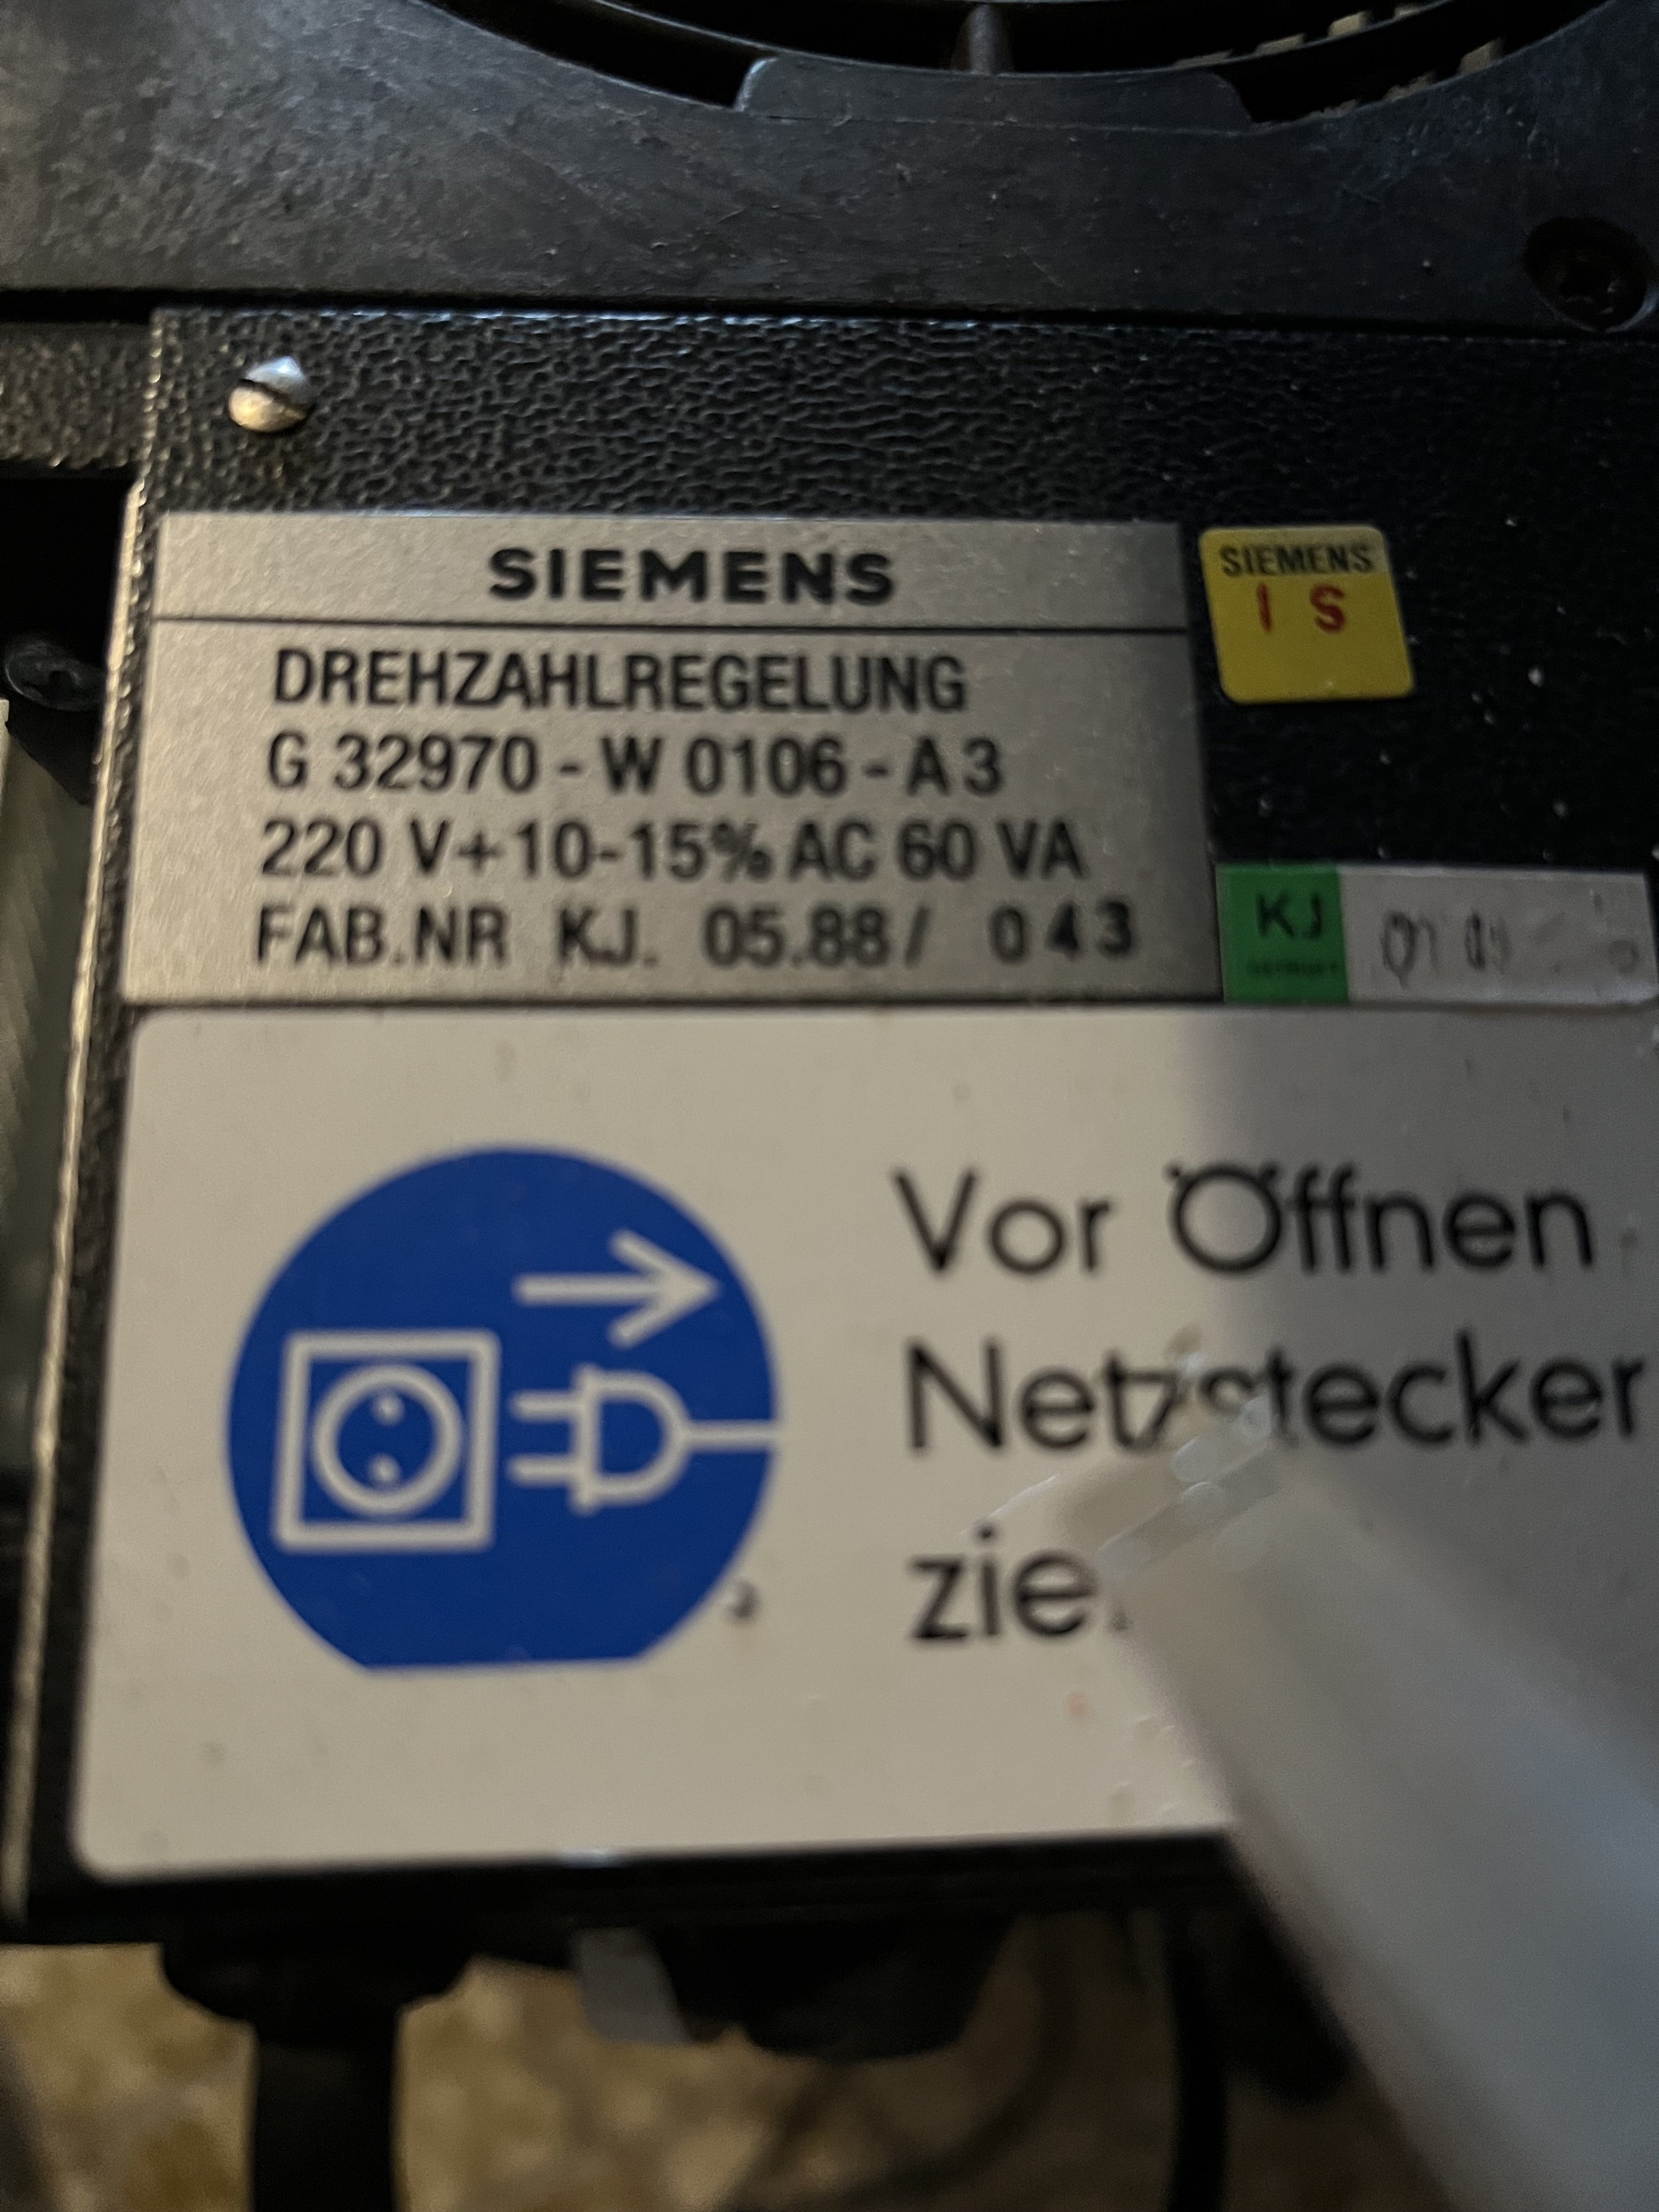 SIEMENS
DREHZAHLREGELUNG
G 32970 - W 0106 - A 3
220 V+10-15% AC 60 VA
FAB.NR KJ. 05.88/ 043
SIEMENS
I S
KJ
Vor Öffnen
Netzstecker